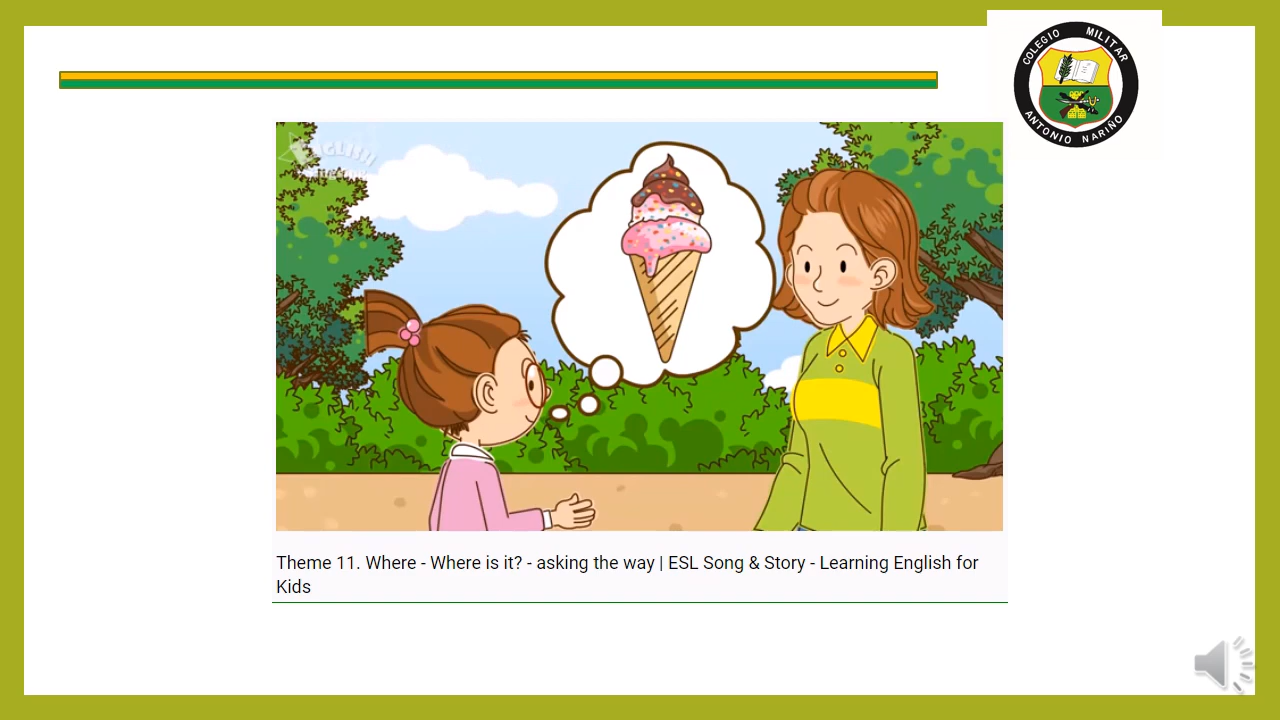 COLEGIO MILITAR
ANTONIO NARIÑO
ENGLISH
Theme 11. Where - Where is it? - asking the way | ESL Song & Story - Learning English for
Kids